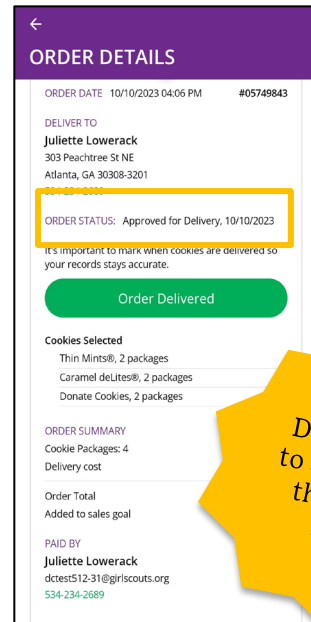 ←
ORDER DETAILS
ORDER DATE 10/10/2023 04:06 PM #05749843
DELIVER TO
Juliette Lowerack
303 Peachtree St NE
Atlanta, GA 30308-3201
ORDER STATUS: Approved for Delivery, 10/10/2023
It's important to mark when cookies are delivered so
your records stays accurate.
Order Delivered
Cookies Selected
Thin Mints®, 2 packages
Caramel deLites®, 2 packages
Donate Cookies, 2 packages
ORDER SUMMARY
Cookie Packages: 4
Delivery cost
Order Total
Added to sales goal
PAID BY
Juliette Lowerack
dctest512-31@girlscouts.org
534-234-2689
to